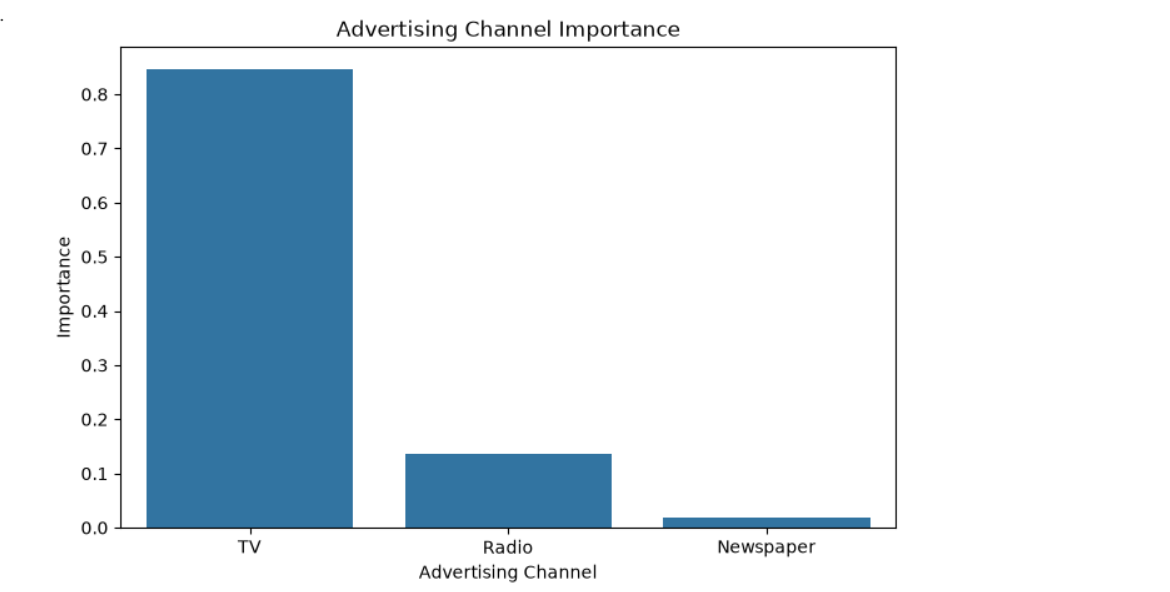 .
Advertising Channel Importance
0.8
0.7
0.6
0.5
0.4
0.3
0.2
0.1
0.0
Importance
TV Radio Newspaper
Advertising Channel